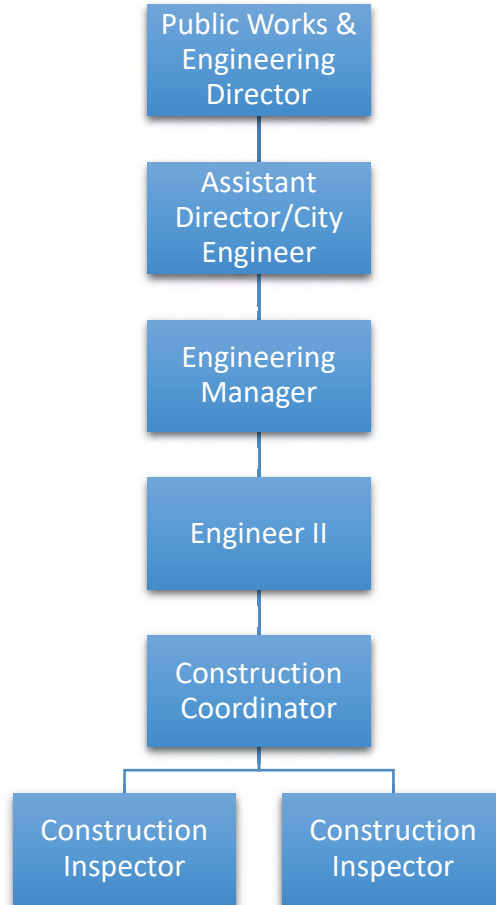 Public Works &
Engineering
Director
Assistant
Director/City
Engineer
Engineering
Manager
Engineer II
Construction
Coordinator
Construction
Inspector
Construction
Inspector